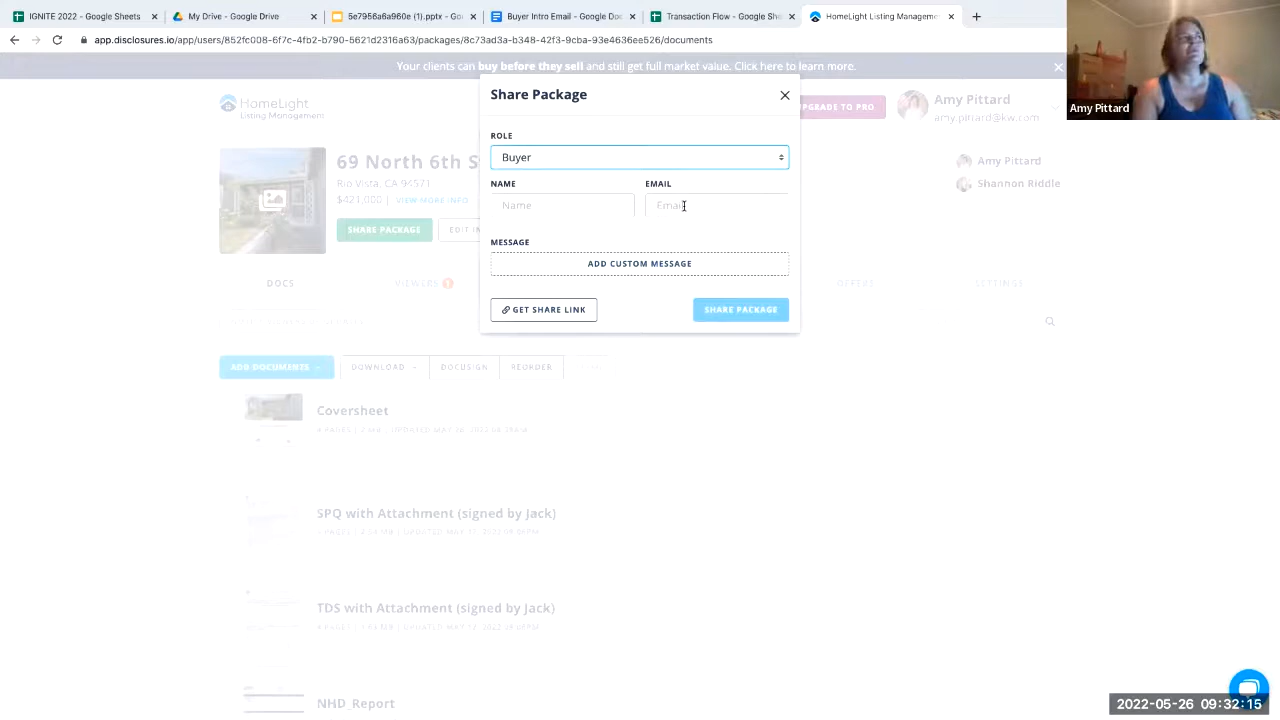 IGNITE 2022 - Google Sheets
My Drive - Google Drive
5e7956a6a960e (1).pptx - Go
Buyer Intro Email - Google Doc
Transaction Flow - Google She
HomeLight Listing Manageme
app.disclosures.io/app/users/852fc008-6f7c-4fb2-b790-5621d2316a63/packages/8c73ad3a-b348-42f3-9cba-93e4636ee526/documents
Your clients can buy before they sell and still get full market value. Click here to learn more.
HomeLight
Listing Management
UPGRADE TO PRO
Amy Pittard
amy.pittard@kw.com
Amy Pittard
Share Package
ROLE
Buyer
NAME
EMAIL
Name
Email
MESSAGE
ADD CUSTOM MESSAGE
GET SHARE LINK
SHARE PACKAGE
69 North 6th S
Rio Vista, CA 94571
$421,000 | VIEW MORE INFO
SHARE PACKAGE
EDIT IN
Amy Pittard
Shannon Riddle
DOCS
VIEWERS
OFFERS
SETTINGS
ADD DOCUMENTS
DOWNLOAD
DOCUSIGN
REORDER
Coversheet
SPQ with Attachment (signed by Jack)
TDS with Attachment (signed by Jack)
NHD_Report
2022-05-26 09:32:15